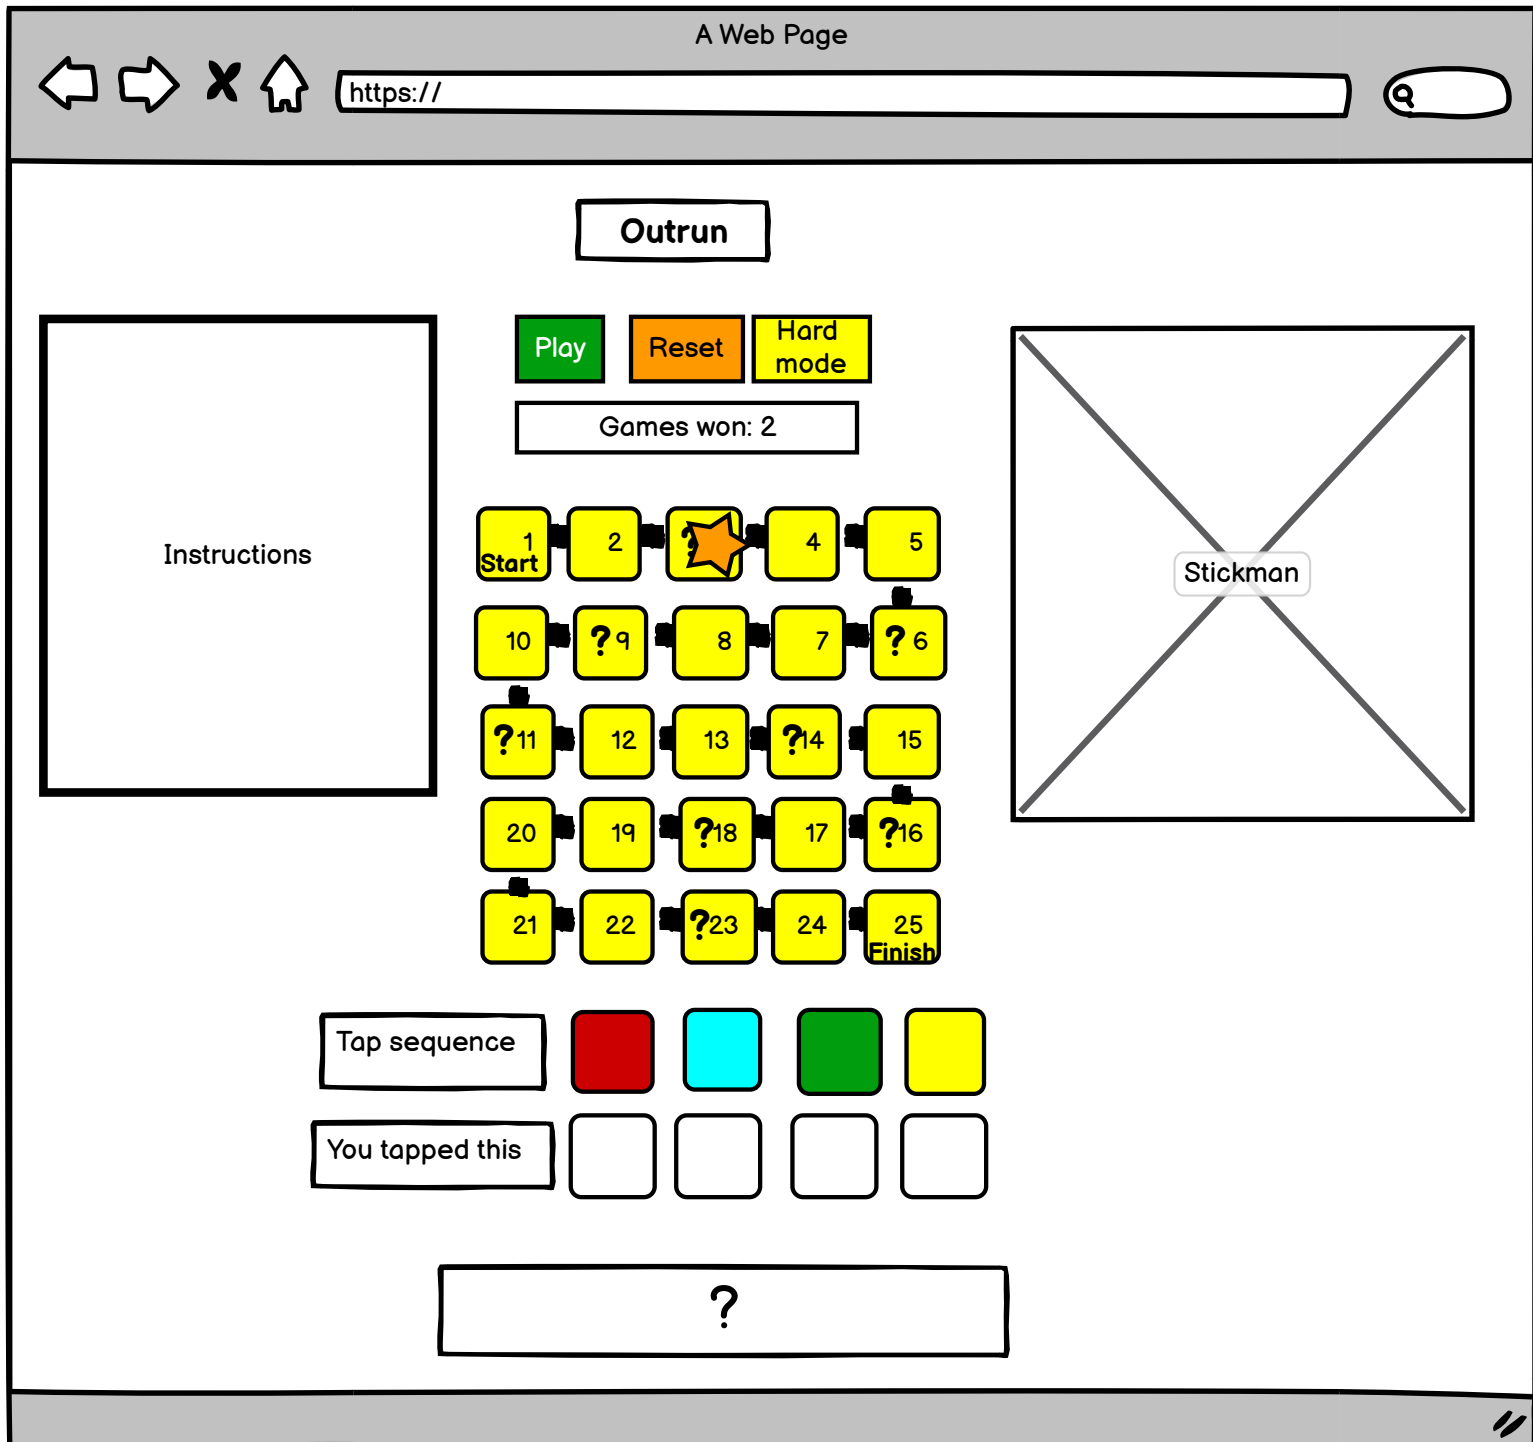 A Web Page
https://
Outrun
Play
Reset
Hard
mode
Games won: 2
Instructions
1
Start
2
?
4
5
10
? 9
8
7
? 6
?11
12
13
?14
15
20
19
?18
17
?16
21
22
?23
24
25
Finish
Stickman
Tap sequence
You tapped this
?